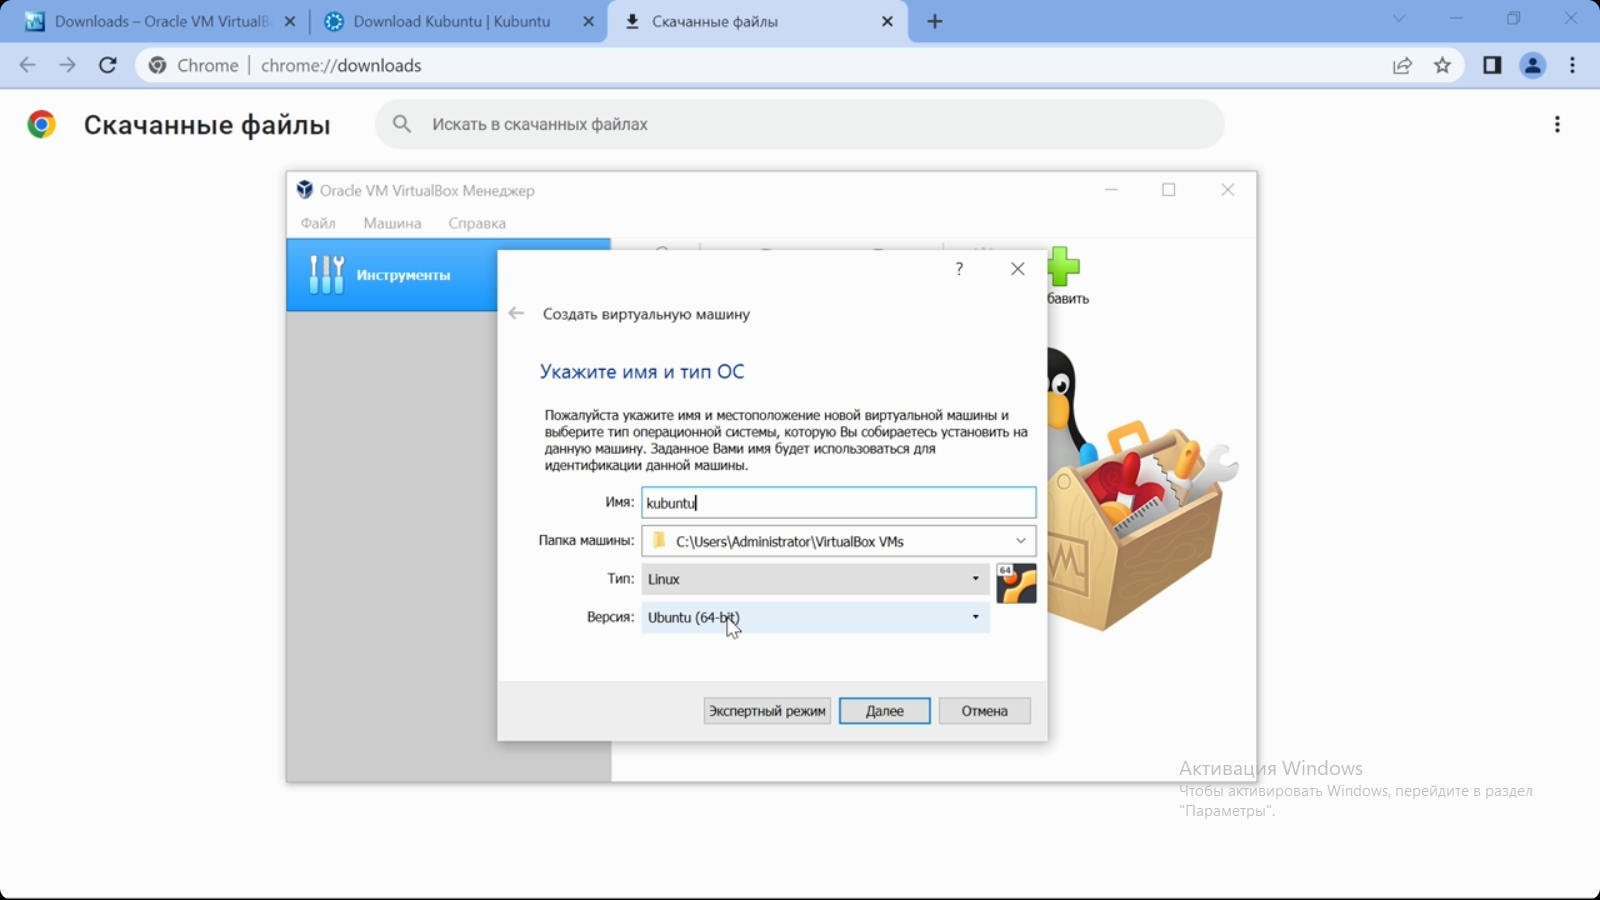 Downloads – Oracle VM VirtualB
Download Kubuntu | Kubuntu
Скачанные файлы
Chrome
chrome://downloads
Скачанные файлы
Искать в скачанных файлах
Oracle VM VirtualBox Менеджер
Файл Машина Справка
Инструменты
бавить
?
Создать виртуальную машину
Укажите имя и тип ОС
Пожалуйста укажите имя и местоположение новой виртуальной машины и
выберите тип операционной системы, которую Вы собираетесь установить на
данную машину. Заданное Вами имя будет использоваться для
идентификации данной машины.
Имя: kubuntu
Папка машины: C:\Users\Administrator\VirtualBox VMs
Тип: Linux
64
Версия: Ubuntu (64-bit)
Экспертный режим Далее Отмена
Активация Windows
Чтобы активировать Windows, перейдите в раздел
"Параметры".